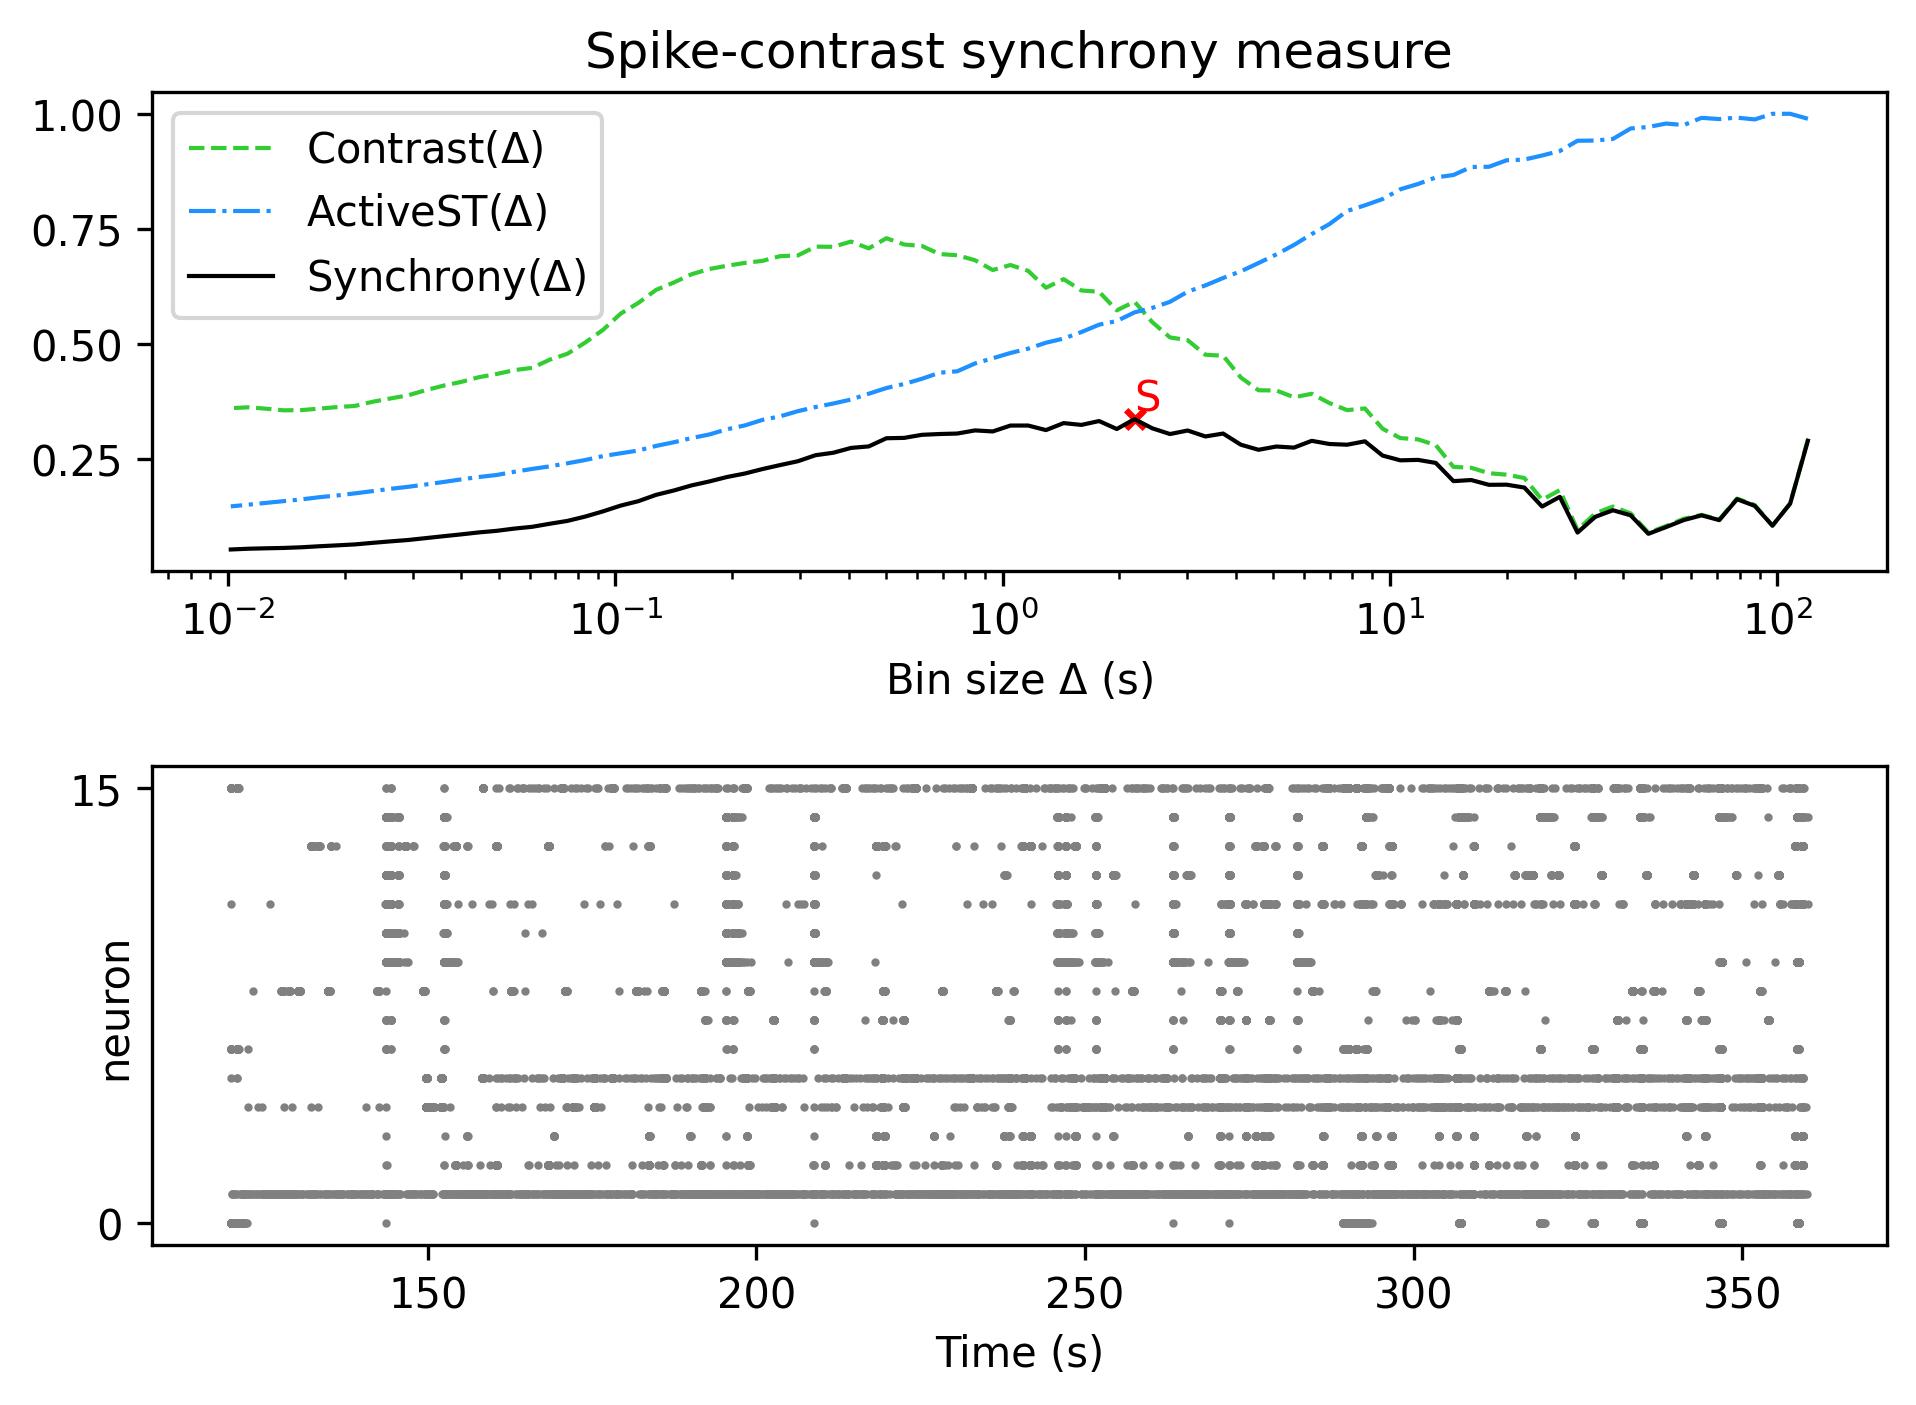 Spike-contrast synchrony measure
1.00
0.75
0.50
0.25
Contrast(Δ)
ActiveST(Δ)
Synchrony(Δ)
S
10⁻² 10⁻¹ 10⁰ 10¹ 10²
Bin size Δ (s)
15
0
neuron
150 200 250 300 350
Time (s)